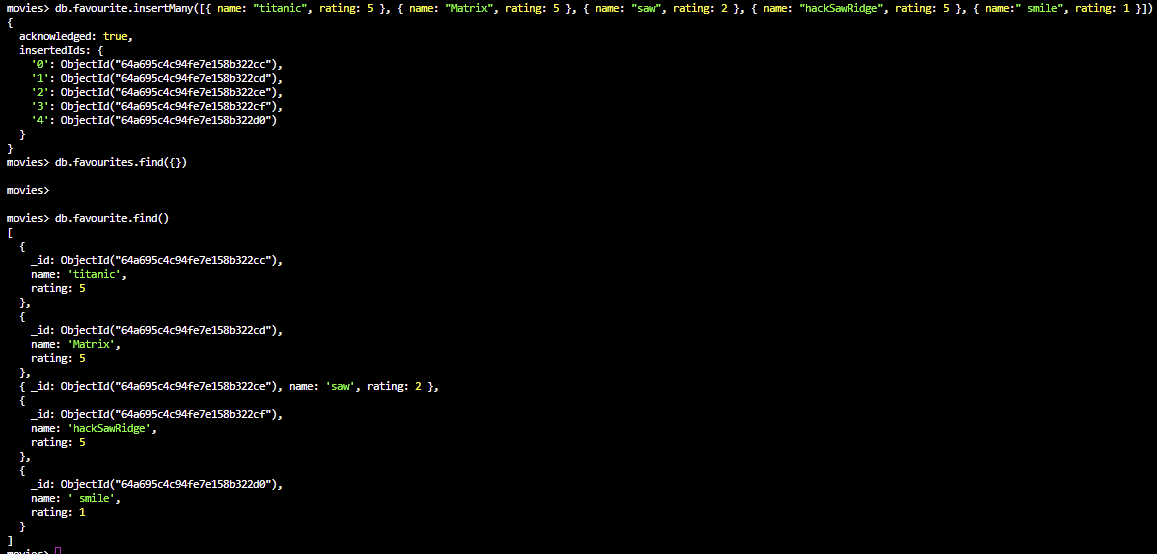 movies> db.favourite.insertMany([{ name: "titanic", rating: 5 }, { name: "Matrix", rating: 5 }, { name: "saw", rating: 2 }, { name: "hackSawRidge", rating: 5 }, { name:" smile", rating: 1 }])
{
  acknowledged: true,
  insertedIds: {
    '0': ObjectId("64a695c4c94fe7e158b322cc"),
    '1': ObjectId("64a695c4c94fe7e158b322cd"),
    '2': ObjectId("64a695c4c94fe7e158b322ce"),
    '3': ObjectId("64a695c4c94fe7e158b322cf"),
    '4': ObjectId("64a695c4c94fe7e158b322d0")
  }
}
movies> db.favourites.find({})
movies>
movies> db.favourite.find()
[
  {
    _id: ObjectId("64a695c4c94fe7e158b322cc"),
    name: 'titanic',
    rating: 5
  },
  {
    _id: ObjectId("64a695c4c94fe7e158b322cd"),
    name: 'Matrix',
    rating: 5
  },
  { _id: ObjectId("64a695c4c94fe7e158b322ce"), name: 'saw', rating: 2 },
  {
    _id: ObjectId("64a695c4c94fe7e158b322cf"),
    name: 'hackSawRidge',
    rating: 5
  },
  {
    _id: ObjectId("64a695c4c94fe7e158b322d0"),
    name: ' smile',
    rating: 1
  }
]
movies>